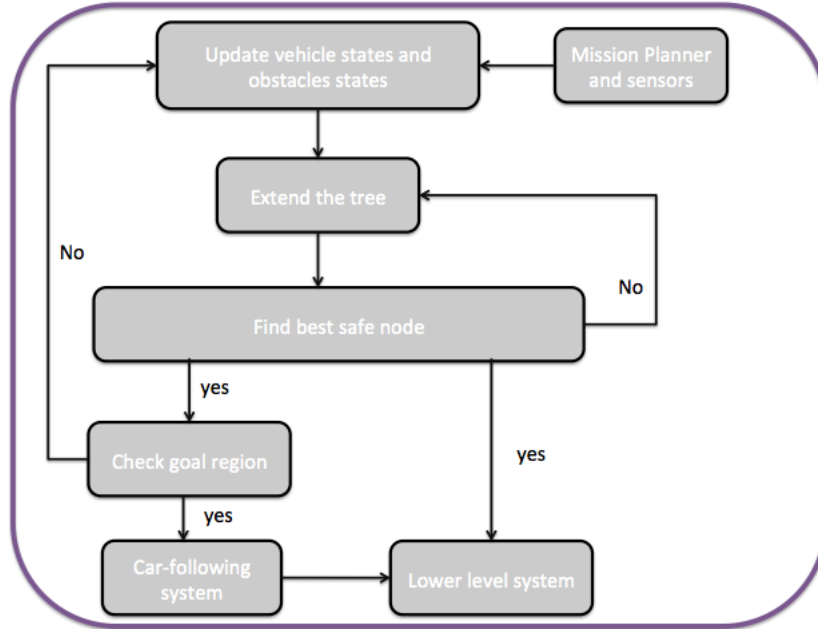 Update vehicle states and
obstacles states
Mission Planner
and sensors
Extend the tree
No
No
Find best safe node
yes
Check goal region
yes
yes
Car-following
system
Lower level system